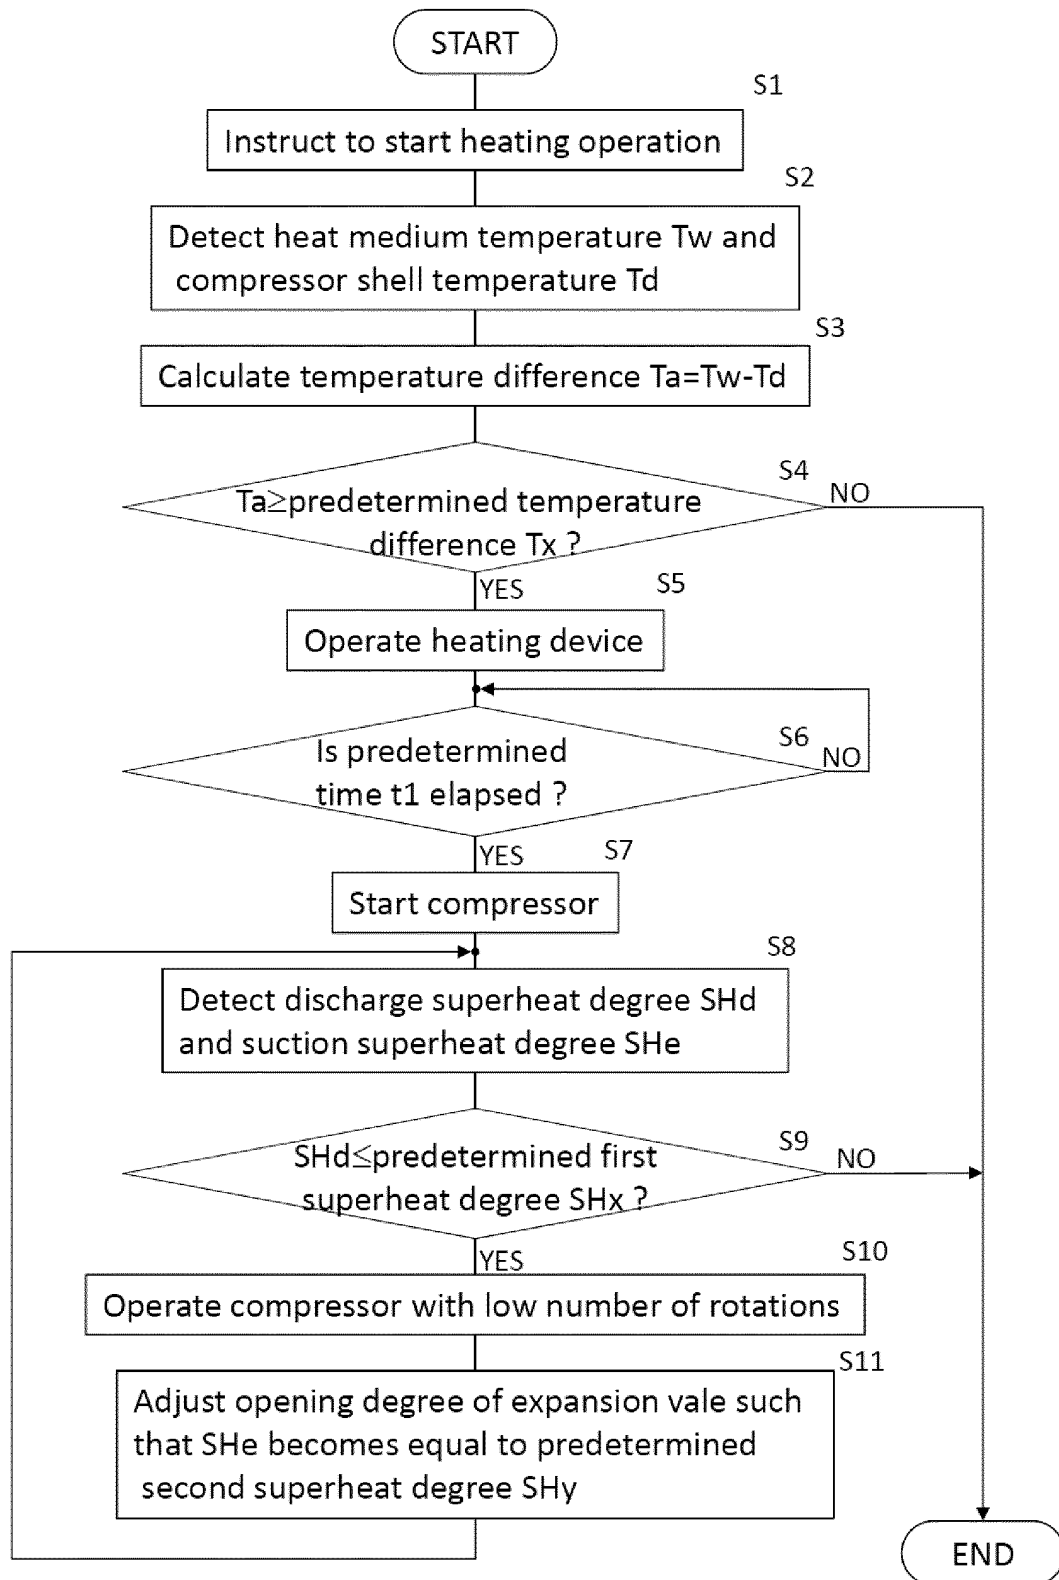 START
S1
Instruct to start heating operation
S2
Detect heat medium temperature Tw and
compressor shell temperature Td
S3
Calculate temperature difference Ta=Tw-Td
S4
NO
Ta≥predetermined temperature
difference Tx ?
YES
S5
Operate heating device
S6
NO
Is predetermined
time t1 elapsed ?
YES
S7
Start compressor
S8
Detect discharge superheat degree SHd
and suction superheat degree SHe
S9
NO
SHd≤predetermined first
superheat degree SHx ?
YES
S10
Operate compressor with low number of rotations
S11
Adjust opening degree of expansion vale such
that SHe becomes equal to predetermined
second superheat degree SHy
END